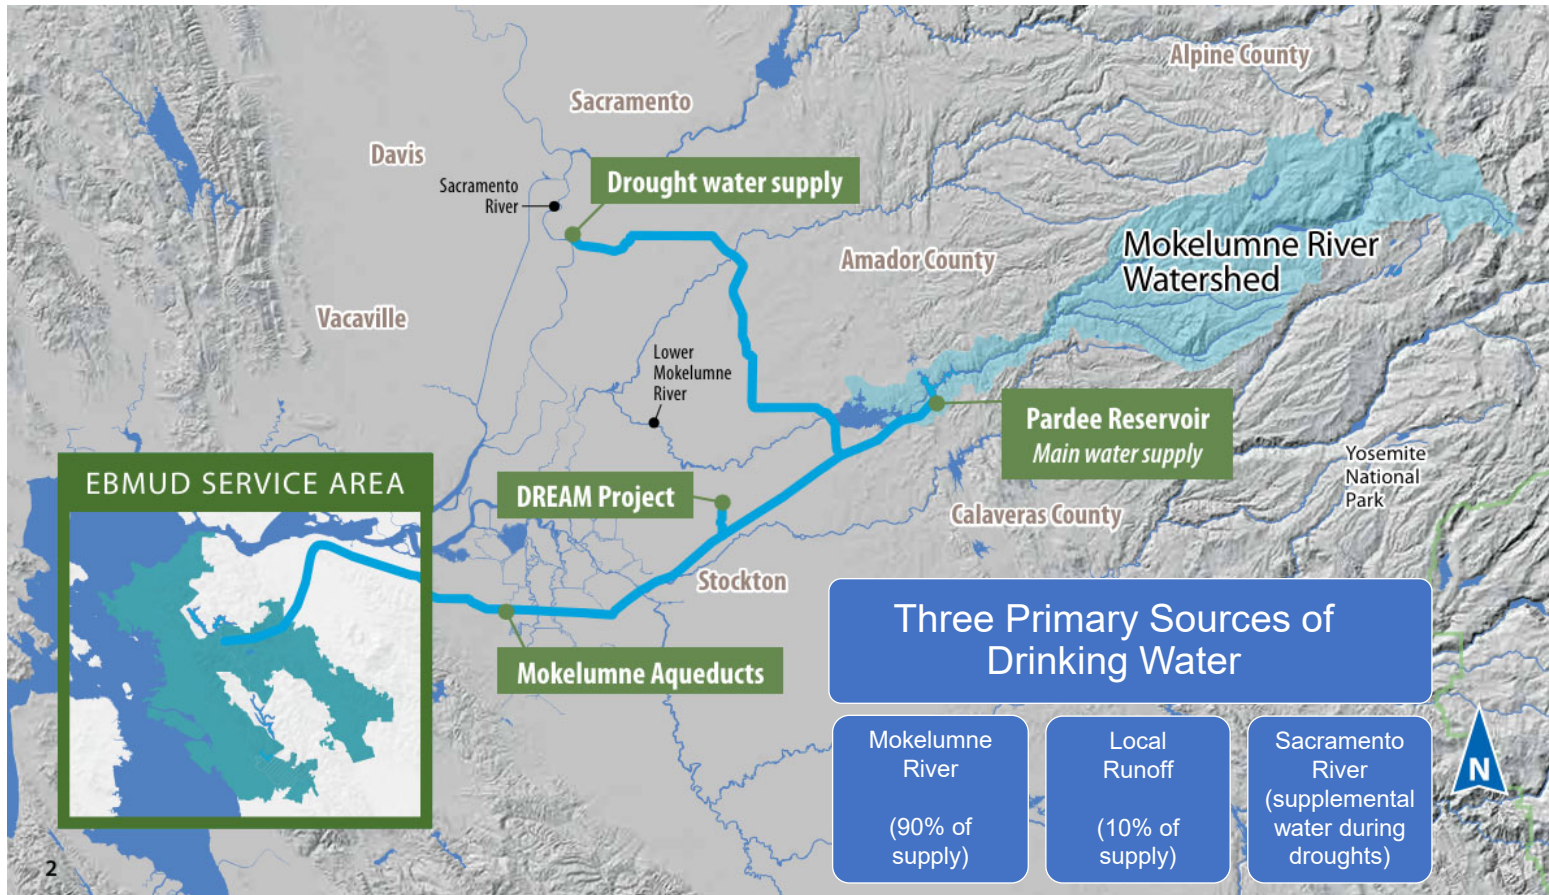 Alpine County
Sacramento
Davis
Sacramento
River
Drought water supply
Mokelumne River
Watershed
Amador County
Vacaville
Lower
Mokelumne
River
Pardee Reservoir
Main water supply
Yosemite
National
Park
EBMUD SERVICE AREA
DREAM Project
Calaveras County
Stockton
Mokelumne Aqueducts
Three Primary Sources of
Drinking Water
Mokelumne
River
(90% of
supply)
Local
Runoff
(10% of
supply)
Sacramento
River
(supplemental
water during
droughts)
N
2